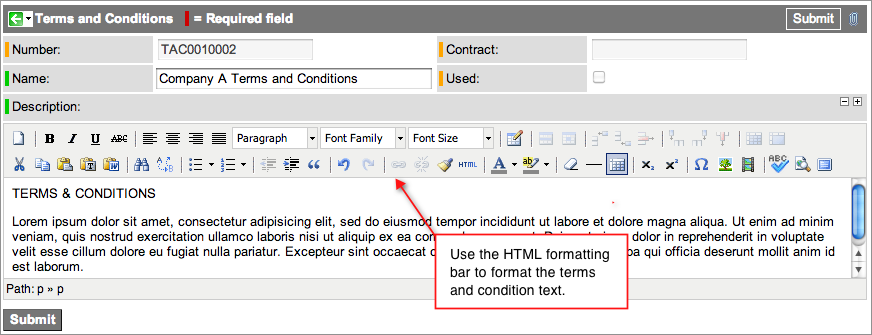 Terms and Conditions = Required field Submit
Number: TAC0010002 Contract:
Name: Company A Terms and Conditions Used:
Description:
B I U ABC Paragraph Font Family Font Size
HTML A ab ABC
TERMS & CONDITIONS
Lorem ipsum dolor sit amet, consectetur adipisicing elit, sed do eiusmod tempor incididunt ut labore et dolore magna aliqua. Ut enim ad minim
veniam, quis nostrud exercitation ullamco laboris nisi ut aliquip ex ea dolor in reprehenderit in voluptate
velit esse cillum dolore eu fugiat nulla pariatur. Excepteur sint occaecat qui officia deserunt mollit anim id
est laborum.
Use the HTML formatting
bar to format the terms
and condition text.
Path: p » p
Submit